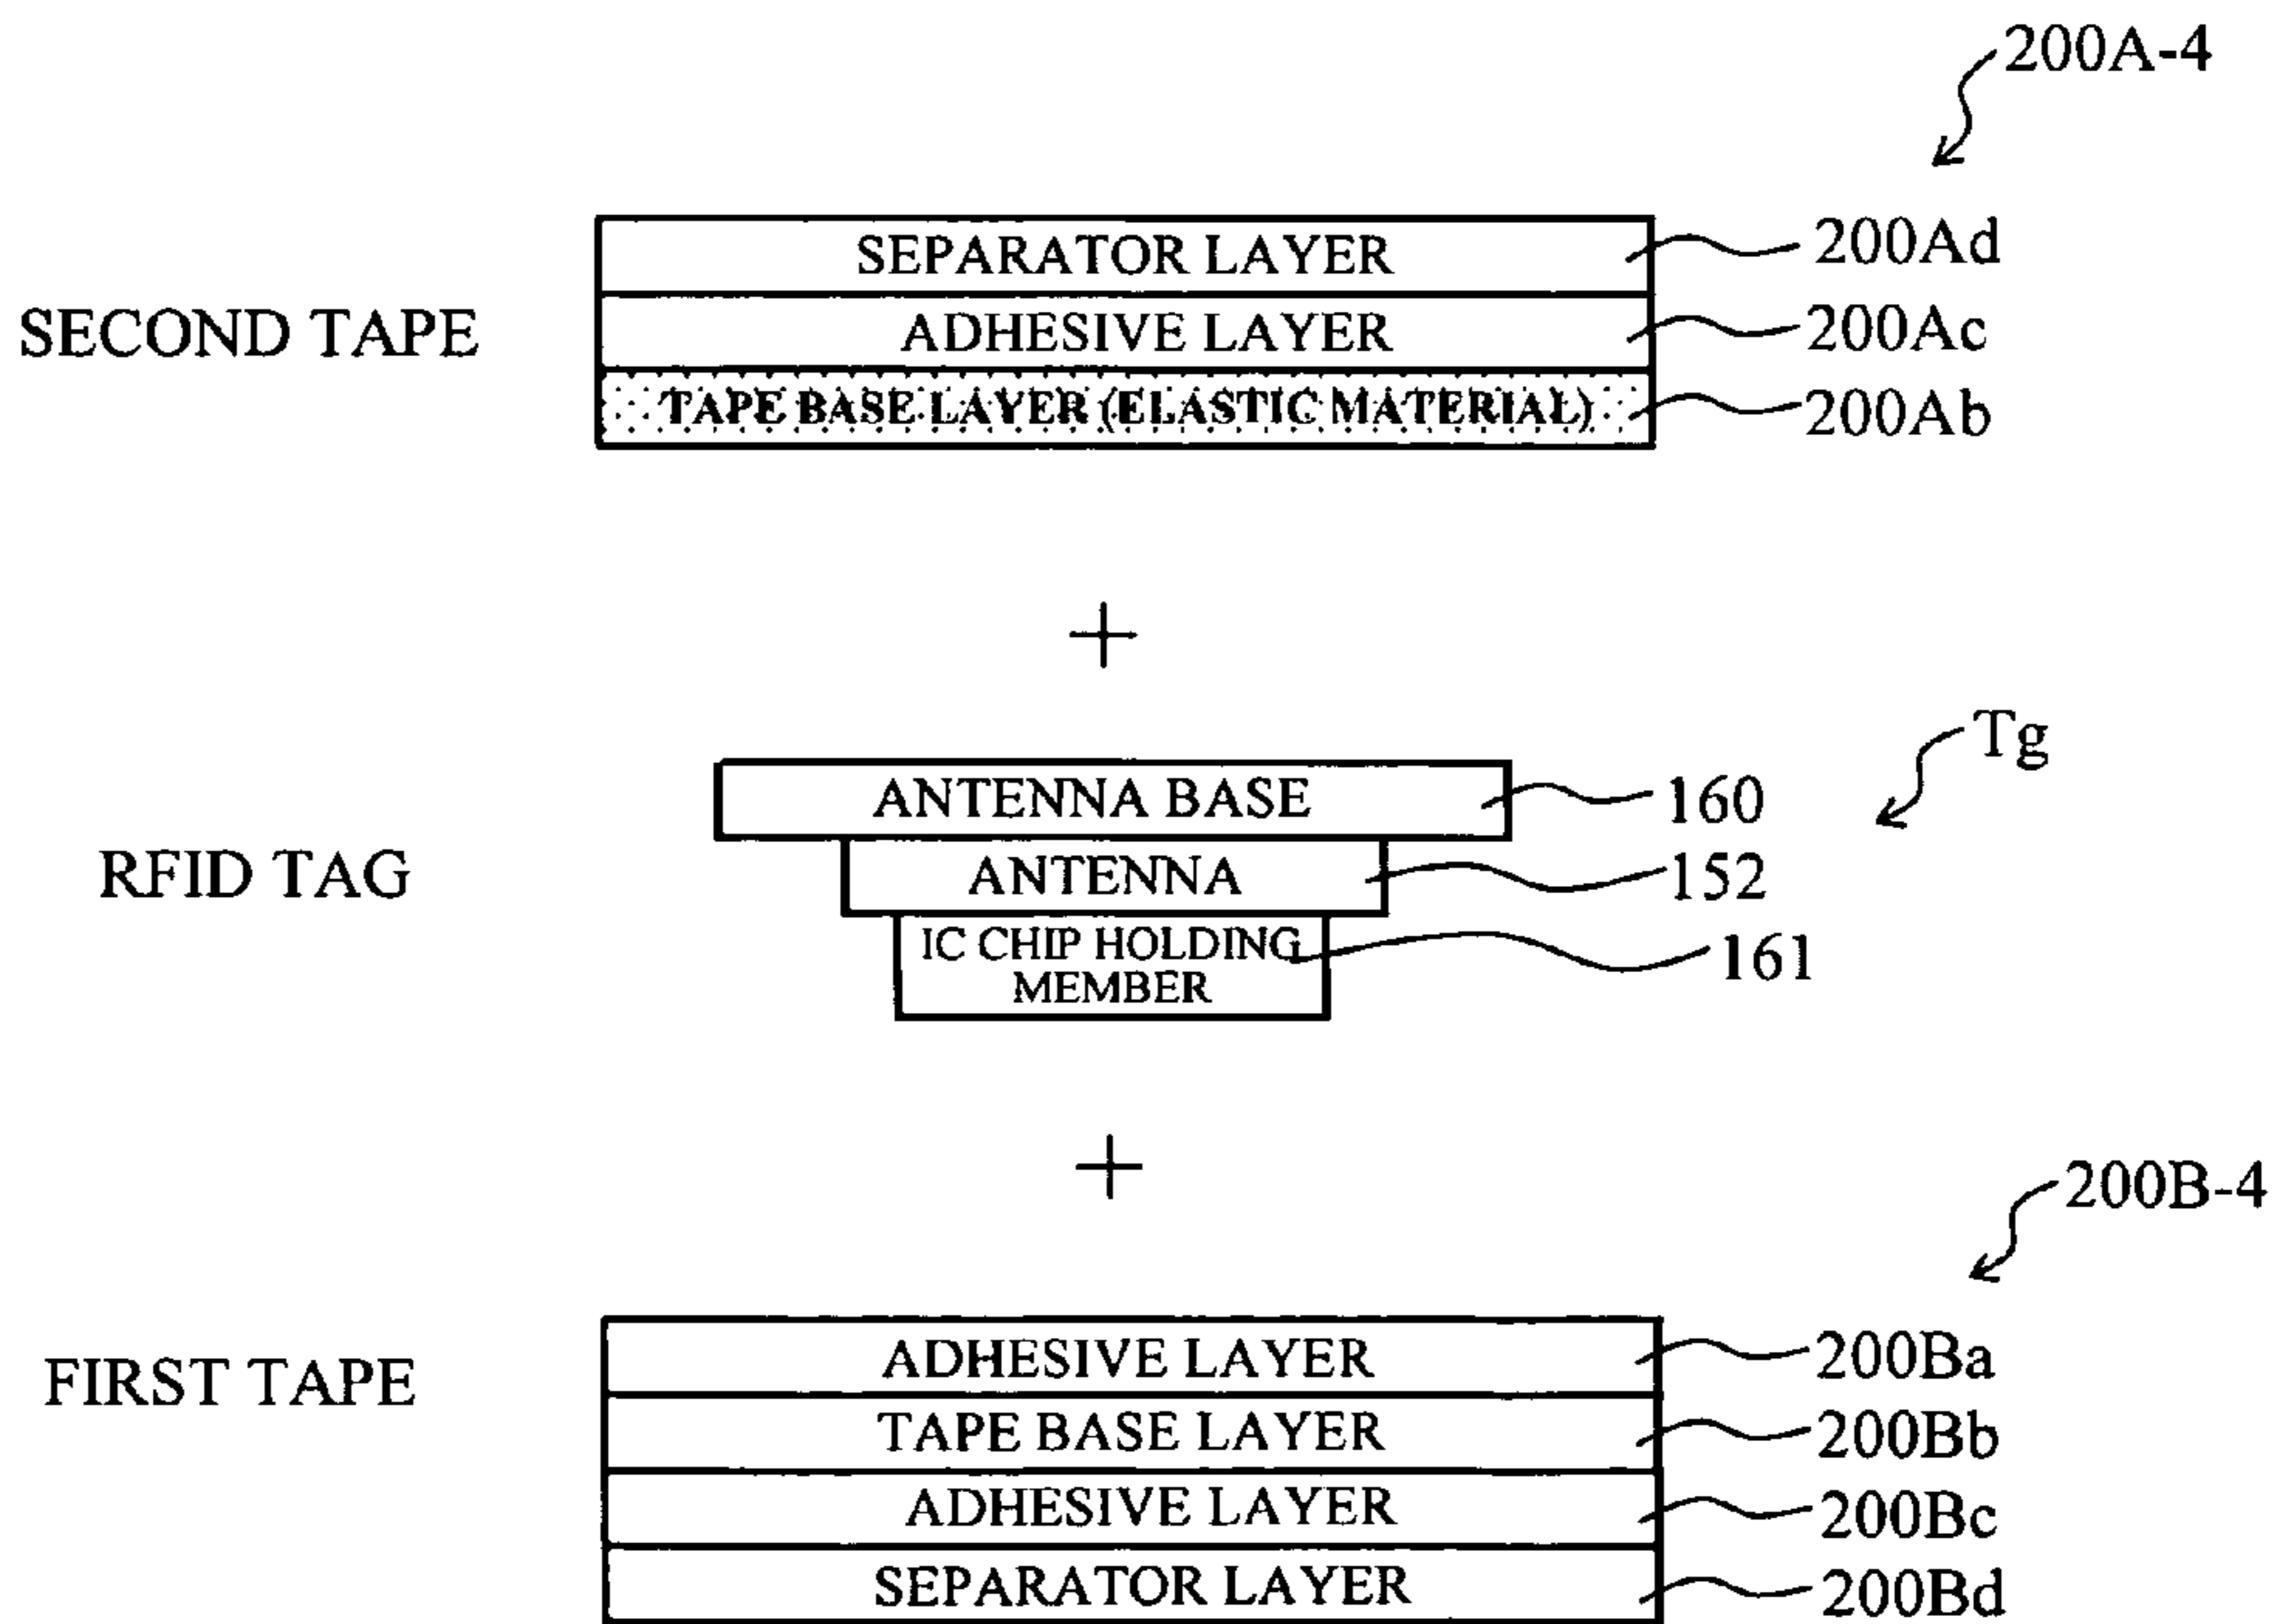 200A-4
SEPARATOR LAYER 200Ad
SECOND TAPE ADHESIVE LAYER 200Ac
TAPE BASE LAYER (ELASTIC MATERIAL) 200Ab
+
Tg
ANTENNA BASE 160
RFID TAG ANTENNA 152
IC CHIP HOLDING 161
MEMBER
+
200B-4
ADHESIVE LAYER 200Ba
FIRST TAPE
TAPE BASE LAYER 200Bb
ADHESIVE LAYER 200Bc
SEPARATOR LAYER 200Bd